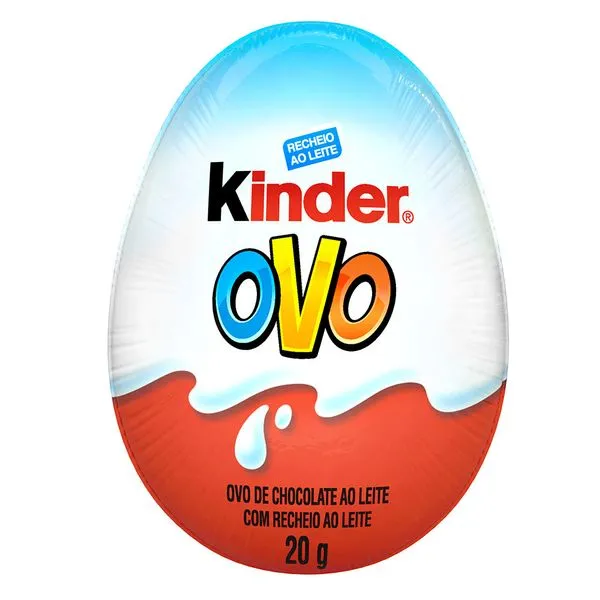 RECHEIO
AO LEITE
Kinder®
OVO
OVO DE CHOCOLATE AO LEITE
COM RECHEIO AO LEITE
20 g